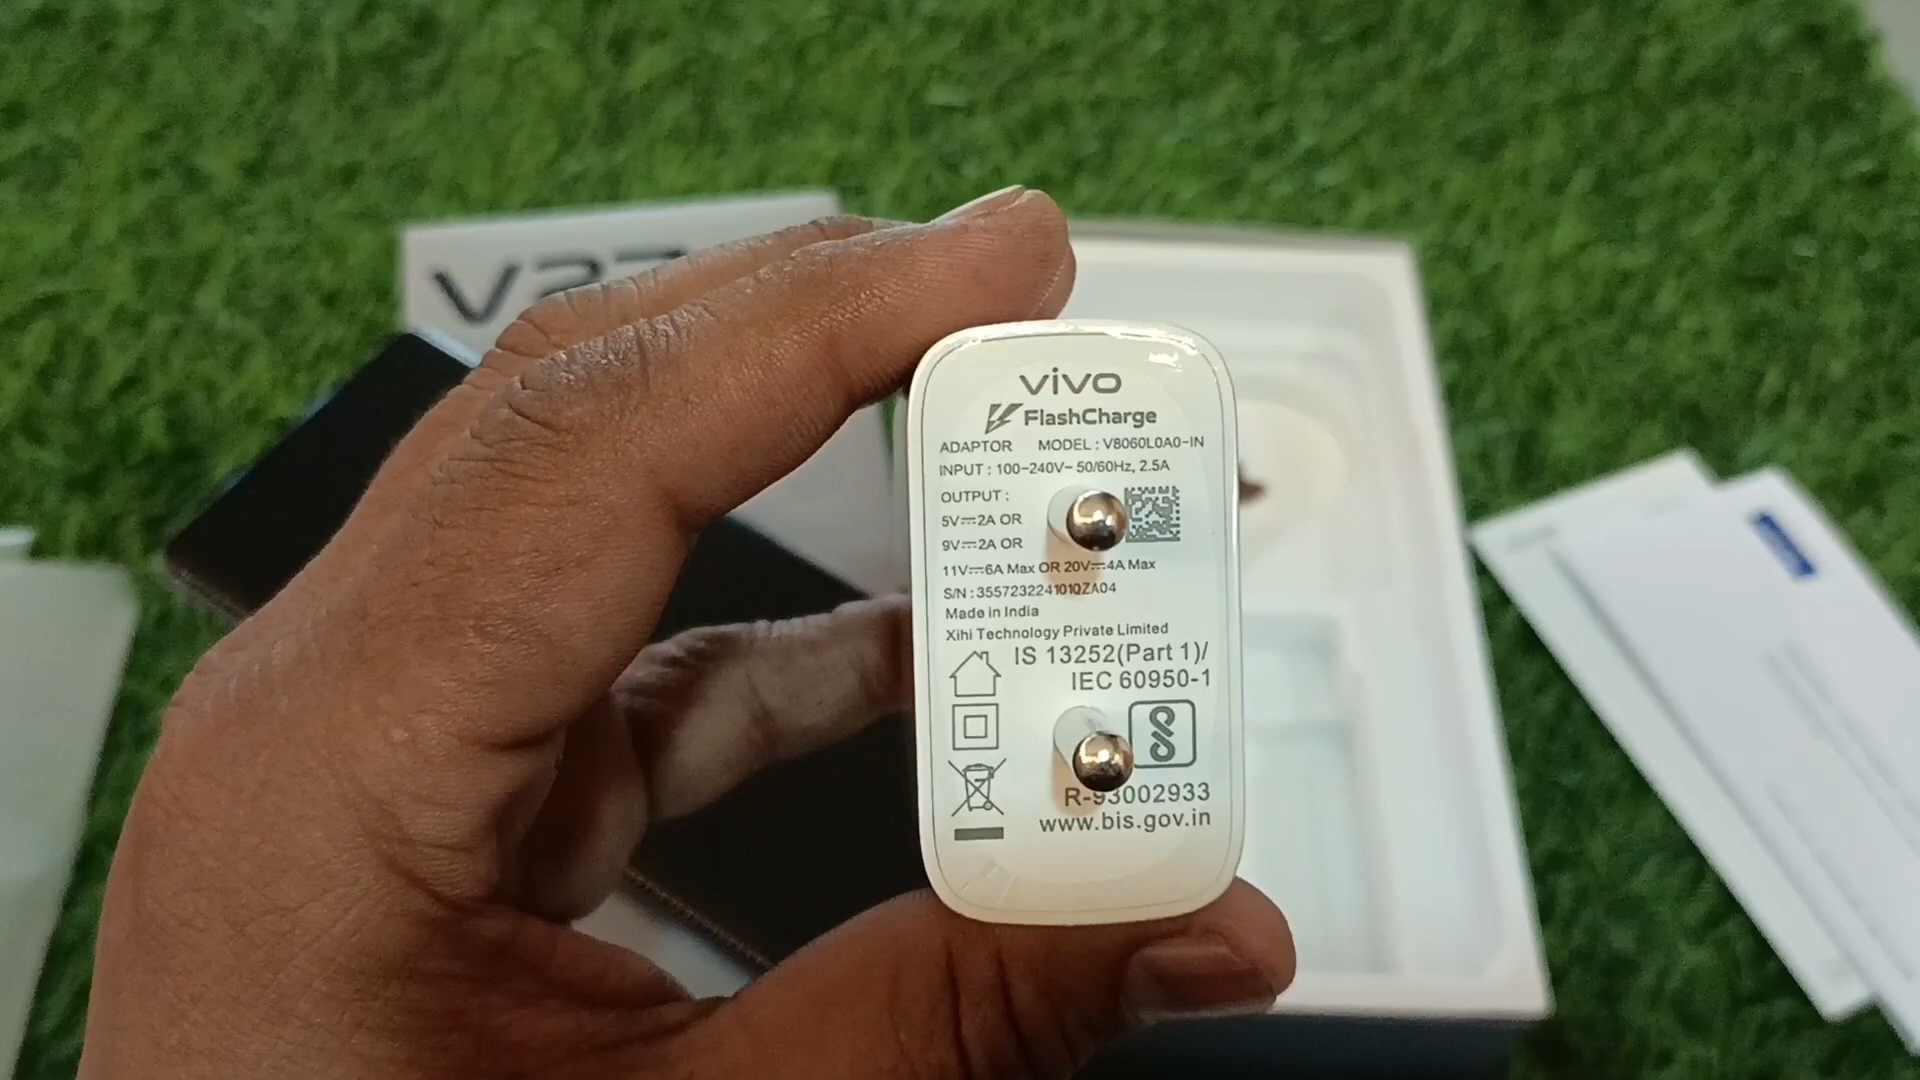 vivo
FlashCharge
ADAPTOR MODEL : V8060L0A0-IN
INPUT : 100-240V~ 50/60Hz, 2.5A
OUTPUT :
5V⎓2A OR
9V⎓2A OR
11V⎓6A Max OR 20V⎓4A Max
S/N : 3557232241010ZA04
Made in India
Xihi Technology Private Limited
IS 13252(Part 1)/
IEC 60950-1
R-93002933
www.bis.gov.in